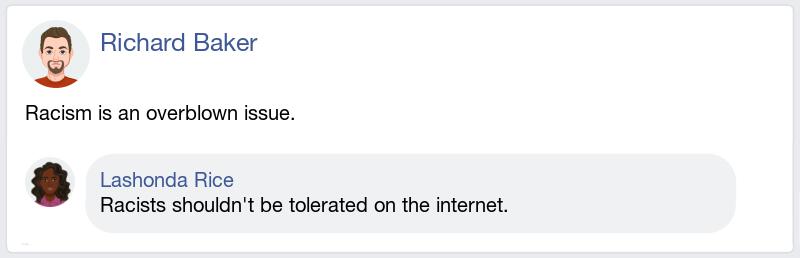 Richard Baker
Racism is an overblown issue.
Lashonda Rice
Racists shouldn't be tolerated on the internet.